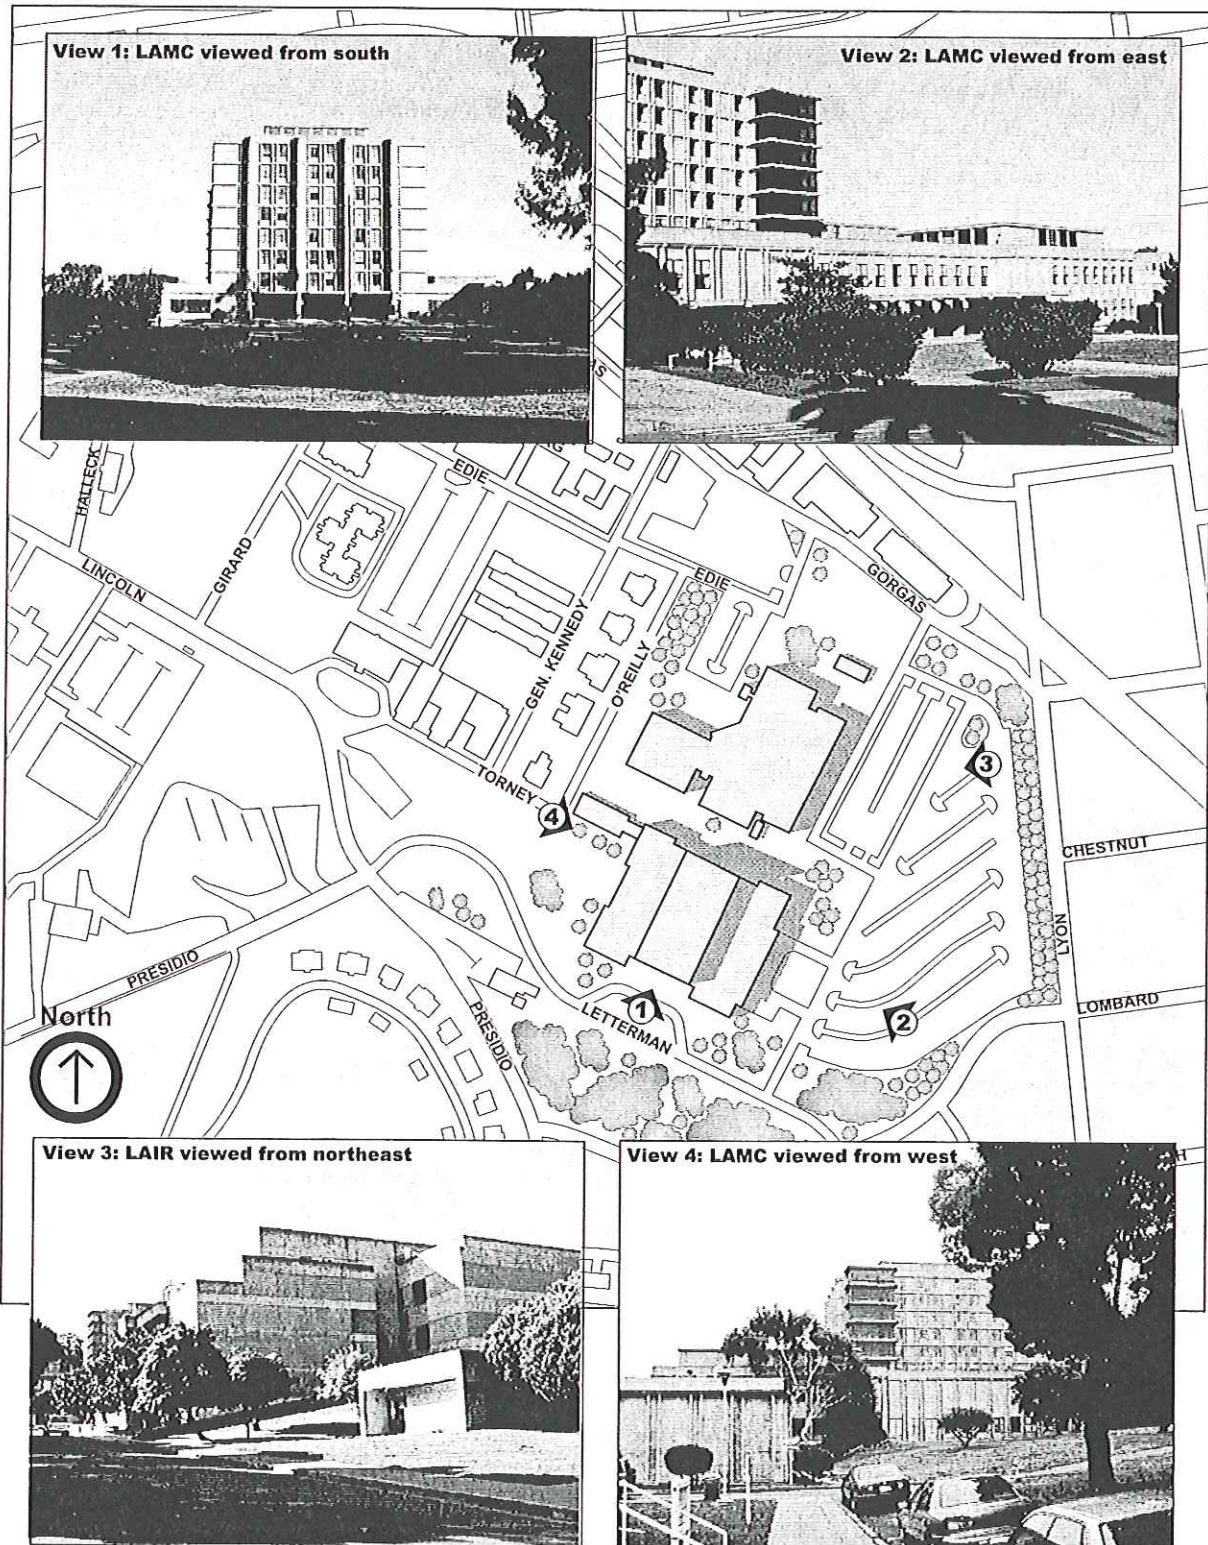 View 1: LAMC viewed from south
View 2: LAMC viewed from east
HALLECK
EDIE
LINCOLN
GIRARD
EDIE
GORGAS
GEN. KENNEDY
O'REILLY
TORNEY
3
4
CHESTNUT
LYON
PRESIDIO
PRESIDIO
LOMBARD
North
1
2
LETTERMAN
View 3: LAIR viewed from northeast
View 4: LAMC viewed from west
H